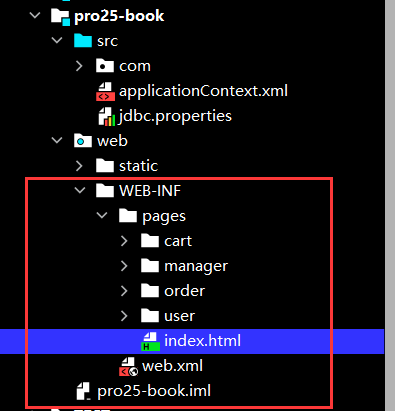 pro25-book
src
com
applicationContext.xml
jdbc.properties
web
static
WEB-INF
pages
cart
manager
order
user
index.html
web.xml
pro25-book.iml